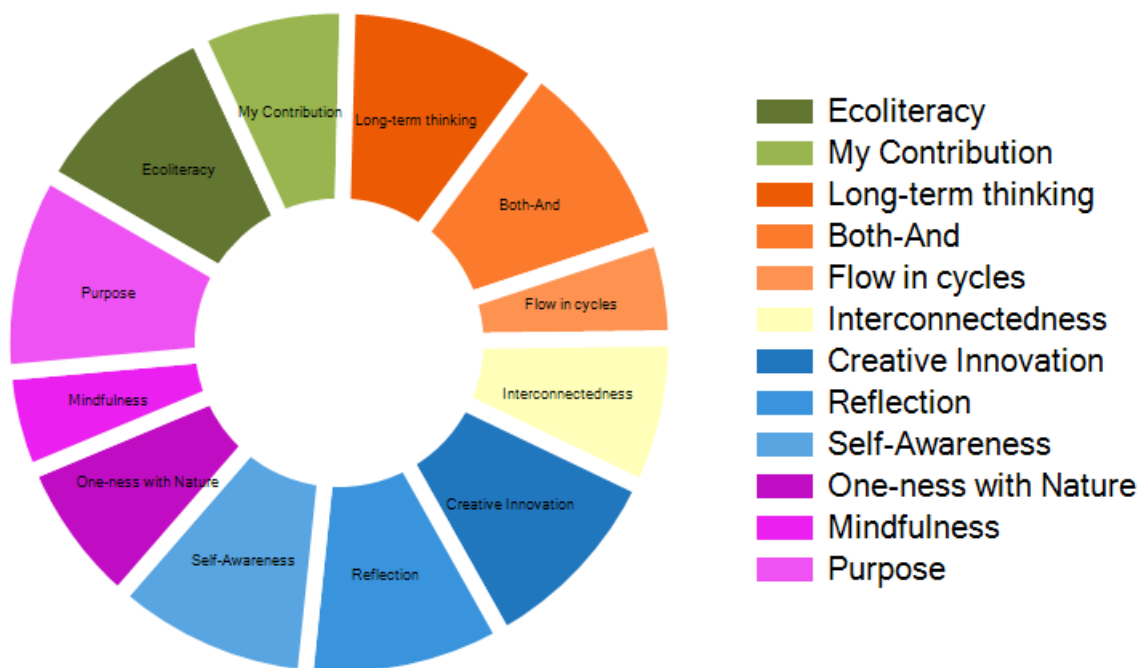 My Contribution
Long-term thinking
Ecoliteracy
Both-And
Purpose
Flow in cycles
Mindfulness
Interconnectedness
One-ness with Nature
Creative Innovation
Self-Awareness
Reflection
Ecoliteracy
My Contribution
Long-term thinking
Both-And
Flow in cycles
Interconnectedness
Creative Innovation
Reflection
Self-Awareness
One-ness with Nature
Mindfulness
Purpose